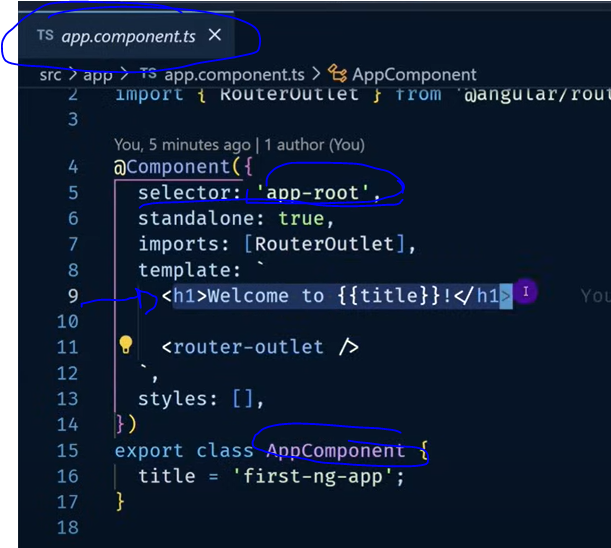 TS app.component.ts ×
src > app > TS app.component.ts > AppComponent
2 import { RouterOutlet } from '@angular/rou
3
You, 5 minutes ago | 1 author (You)
4 @Component({
5 selector: 'app-root',
6 standalone: true,
7 imports: [RouterOutlet],
8 template: `
9 <h1>Welcome to {{title}}!</h1> You
10
11 <router-outlet />
12 `,
13 styles: [],
14 })
15 export class AppComponent {
16 title = 'first-ng-app';
17 }
18